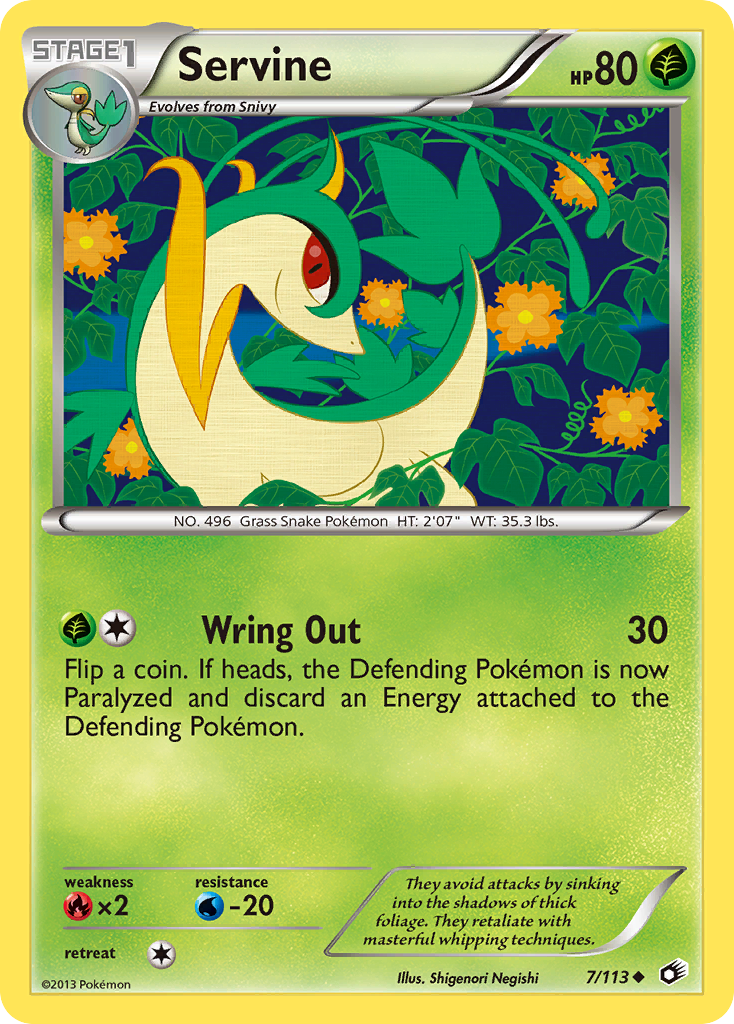 STAGE1
Servine
HP80
Evolves from Snivy
NO. 496 Grass Snake Pokémon HT: 2'07" WT: 35.3 lbs.
Wring Out 30
Flip a coin. If heads, the Defending Pokémon is now
Paralyzed and discard an Energy attached to the
Defending Pokémon.
weakness
×2
resistance
-20
retreat
They avoid attacks by sinking
into the shadows of thick
foliage. They retaliate with
masterful whipping techniques.
©2013 Pokémon
Illus. Shigenori Negishi
7/113